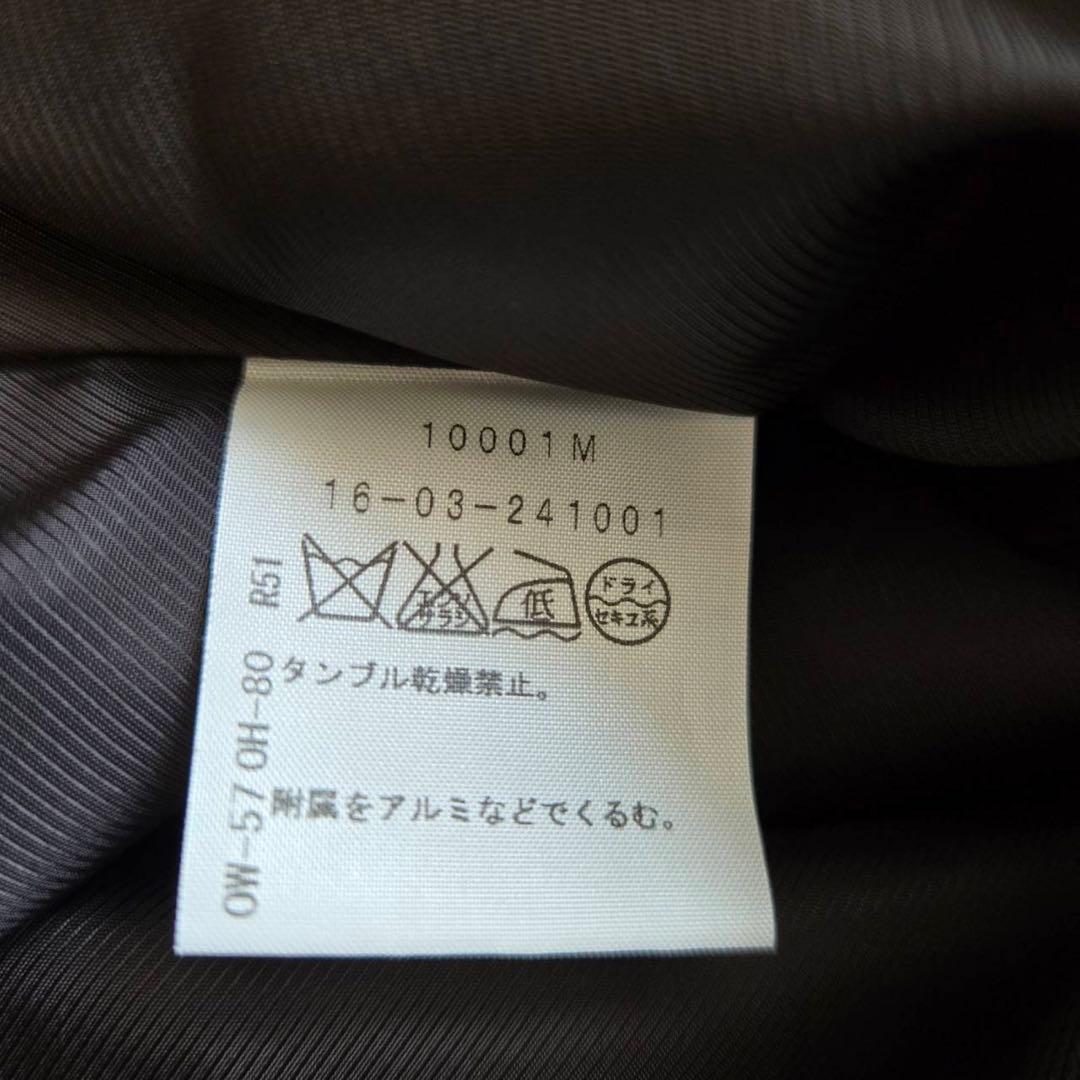 10001M
16-03-241001
エンソ
サラシ
低
ドライ
セキユ系
タンブル乾燥禁止。
附属をアルミなどでくるむ。
OW-57 OH-80 R51